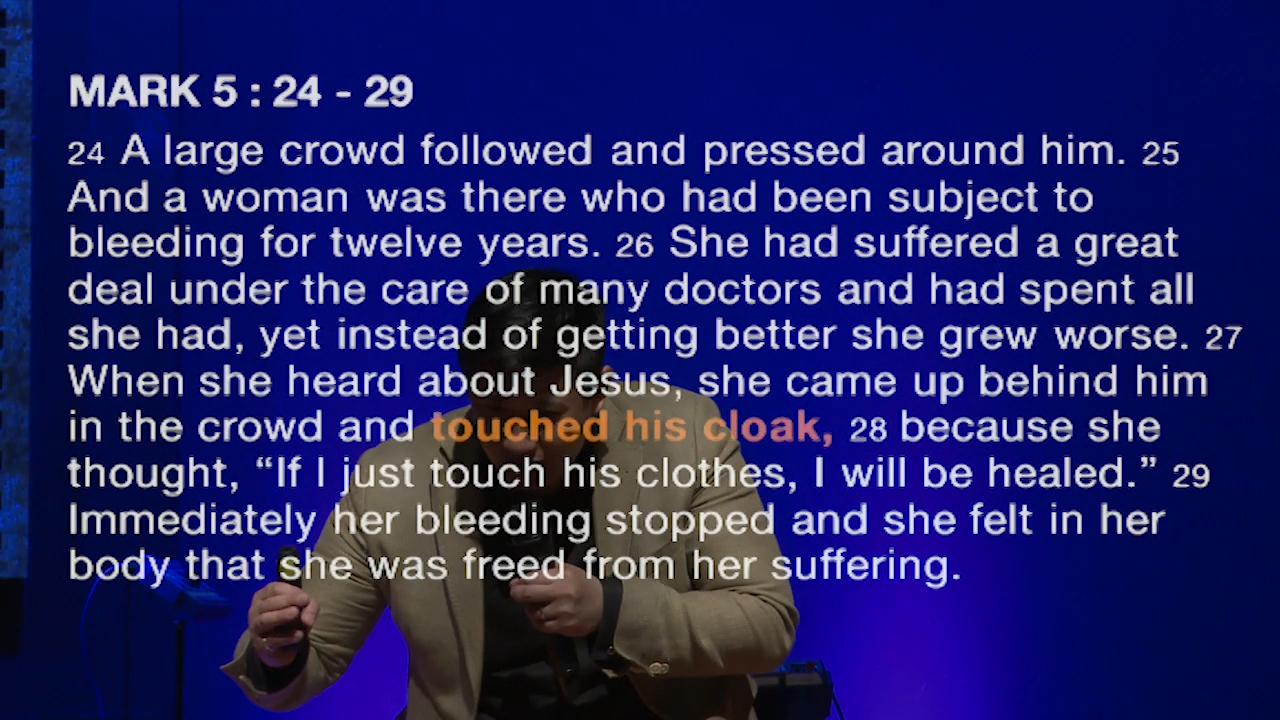 MARK 5 : 24 - 29
24 A large crowd followed and pressed around him. 25
And a woman was there who had been subject to
bleeding for twelve years. 26 She had suffered a great
deal under the care of many doctors and had spent all
she had, yet instead of getting better she grew worse. 27
When she heard about Jesus, she came up behind him
in the crowd and touched his cloak, 28 because she
thought, “If I just touch his clothes, I will be healed.” 29
Immediately her bleeding stopped and she felt in her
body that she was freed from her suffering.